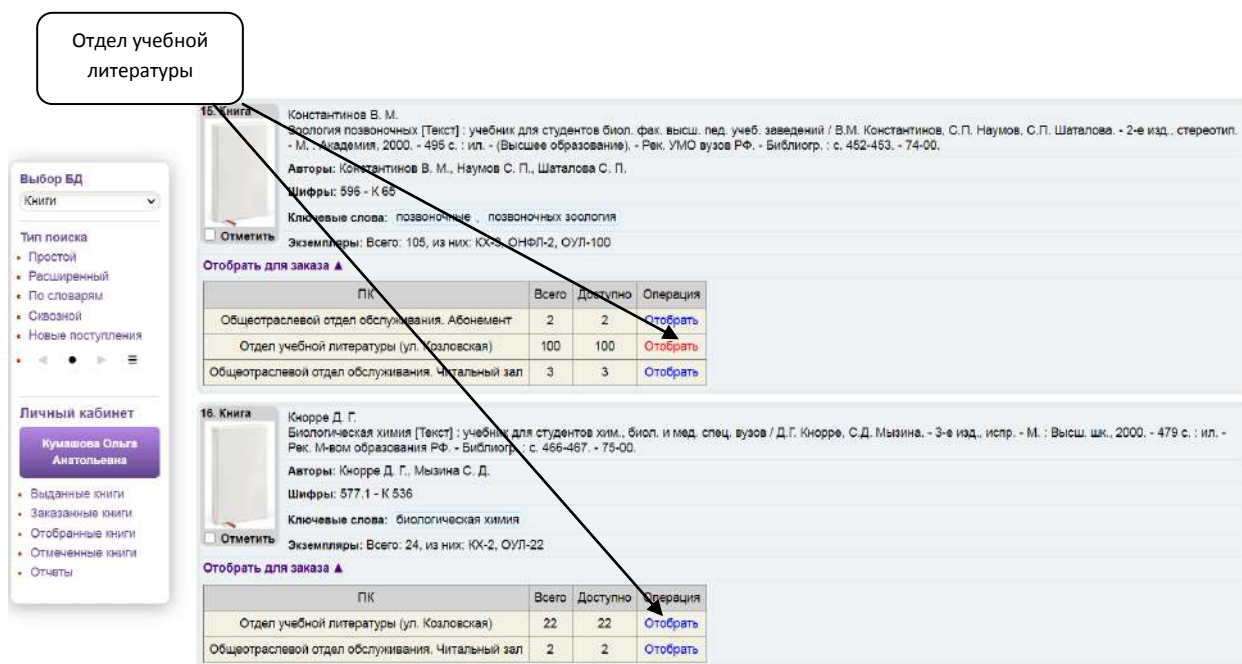 Отдел учебной
литературы
Выбор БД
Книги
Тип поиска
Простой
Расширенный
По словарям
Сквозной
Новые поступления
Личный кабинет
Кумашова Ольга
Анатольевна
Выданные книги
Заказанные книги
Отобранные книги
Отмеченные книги
Отчеты
15. Книга
Константинов В. М.
Зоология позвоночных [Текст] : учебник для студентов биол. фак. высш. пед. учеб. заведений / В.М. Константинов, С.П. Наумов, С.П. Шаталова. - 2-е изд., стереотип.
- М. : Академия, 2000. - 495 с. : ил. - (Высшее образование). - Рек. УМО вузов РФ. - Библиогр. : с. 452-453. - 74-00.
Авторы: Константинов В. М., Наумов С. П., Шаталова С. П.
Шифры: 596 - К 65
Ключевые слова: позвоночные , позвоночных зоология
Отметить
Экземпляры: Всего: 105, из них: КХ-3, ОНФЛ-2, ОУЛ-100
Отобрать для заказа ▲
ПК Всего Доступно Операция
Общеотраслевой отдел обслуживания. Абонемент 2 2 Отобрать
Отдел учебной литературы (ул. Козловская) 100 100 Отобрать
Общеотраслевой отдел обслуживания. Читальный зал 3 3 Отобрать
16. Книга
Кнорре Д. Г.
Биологическая химия [Текст] : учебник для студентов хим., биол. и мед. спец. вузов / Д.Г. Кнорре, С.Д. Мызина. - 3-е изд., испр. - М. : Высш. шк., 2000. - 479 с. : ил. -
Рек. М-вом образования РФ. - Библиогр. : с. 466-467. - 75-00.
Авторы: Кнорре Д. Г., Мызина С. Д.
Шифры: 577.1 - К 536
Ключевые слова: биологическая химия
Отметить
Экземпляры: Всего: 24, из них: КХ-2, ОУЛ-22
Отобрать для заказа ▲
ПК Всего Доступно Операция
Отдел учебной литературы (ул. Козловская) 22 22 Отобрать
Общеотраслевой отдел обслуживания. Читальный зал 2 2 Отобрать